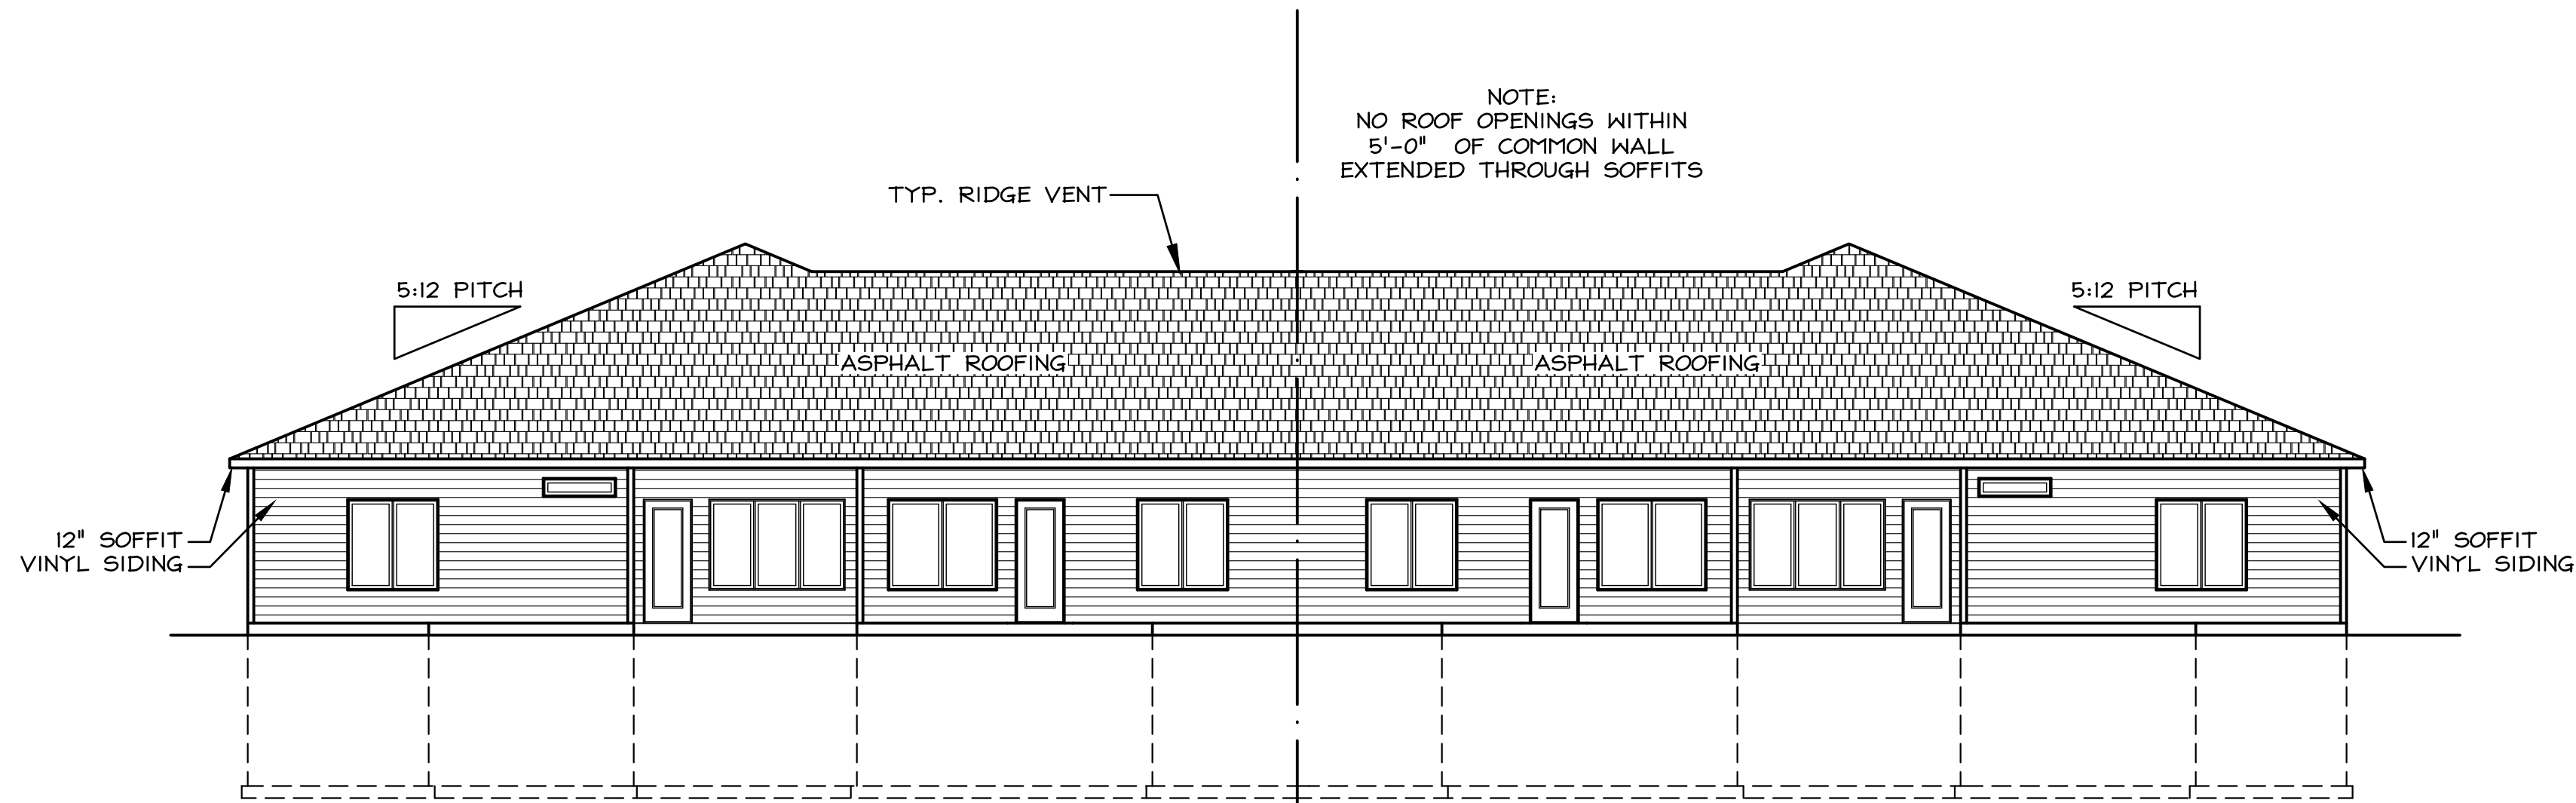 NOTE:
NO ROOF OPENINGS WITHIN
5'-0" OF COMMON WALL
EXTENDED THROUGH SOFFITS
TYP. RIDGE VENT
5:12 PITCH
5:12 PITCH
ASPHALT ROOFING
ASPHALT ROOFING
12" SOFFIT
VINYL SIDING
12" SOFFIT
VINYL SIDING